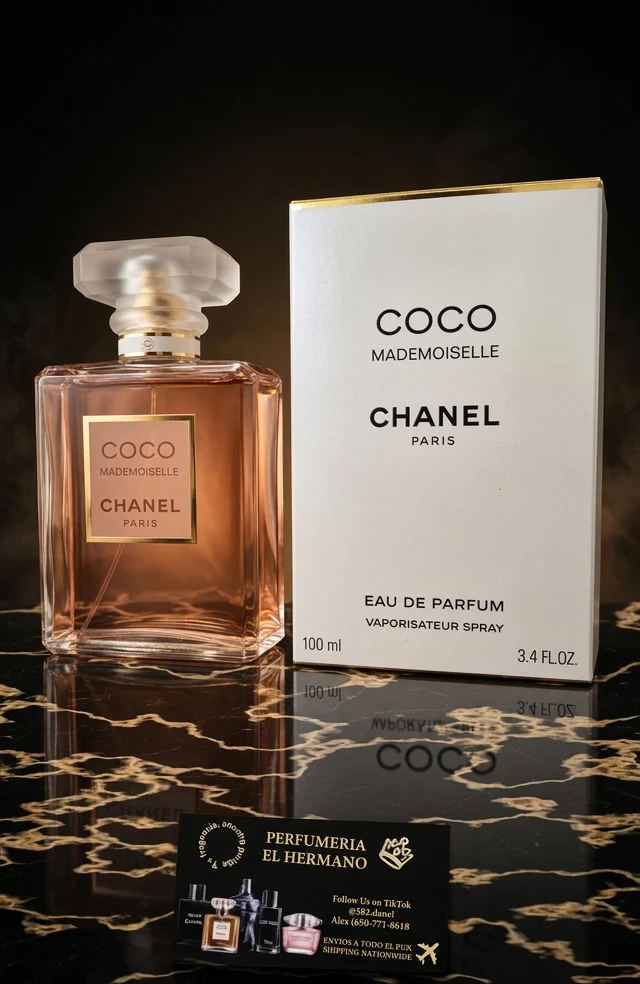 COCO
MADEMOISELLE
CHANEL
PARIS
COCO
MADEMOISELLE
CHANEL
PARIS
EAU DE PARFUM
VAPORISATEUR SPRAY
100 ml
3.4 FL.OZ.
PERFUMERIA
EL HERMANO
Follow Us on TikTok
@582.danel
Alex (650-771-8618
ENVIOS A TODO EL PUX
SHIPPING NATIONWIDE